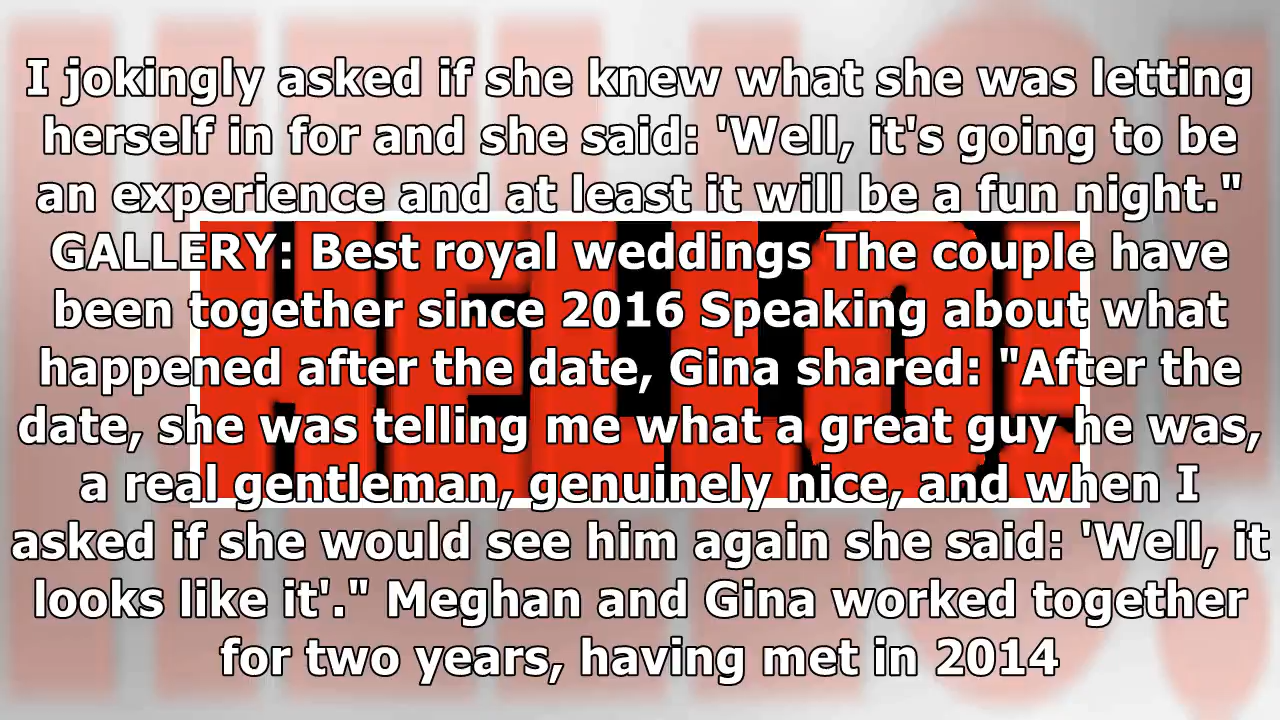 I jokingly asked if she knew what she was letting
herself in for and she said: 'Well, it's going to be
an experience and at least it will be a fun night."
GALLERY: Best royal weddings The couple have
been together since 2016 Speaking about what
happened after the date, Gina shared: "After the
date, she was telling me what a great guy he was,
a real gentleman, genuinely nice, and when I
asked if she would see him again she said: 'Well, it
looks like it'." Meghan and Gina worked together
for two years, having met in 2014
HELLO!